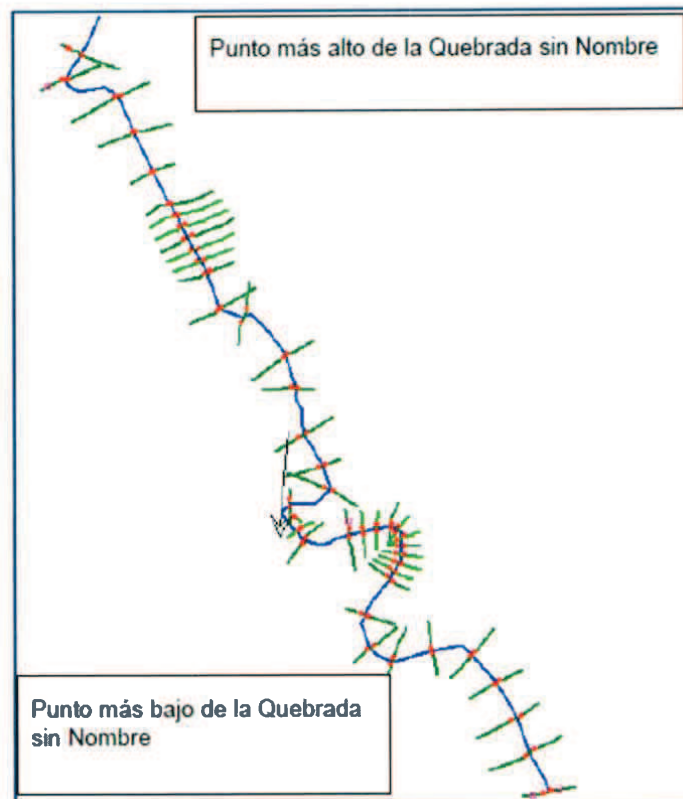 Punto más alto de la Quebrada sin Nombre
Punto más bajo de la Quebrada
sin Nombre